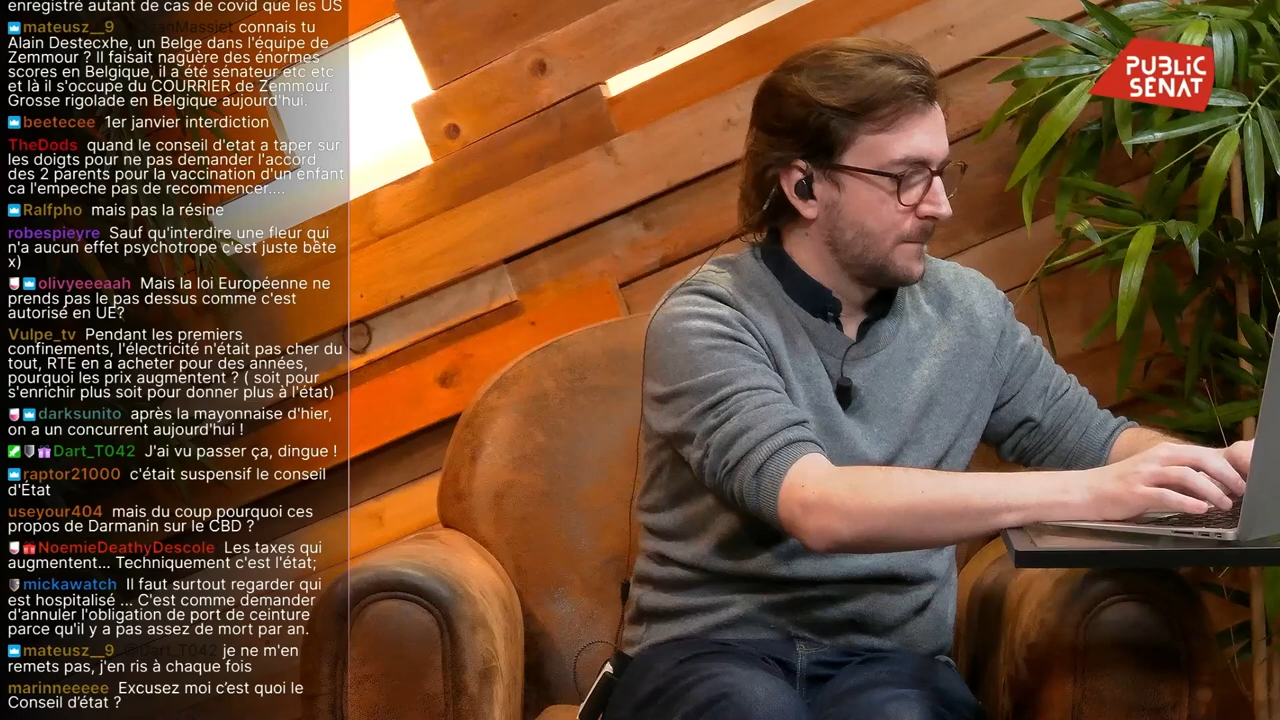 enregistré autant de cas de covid que les US
mateusz__9 @JeanMassiet connais tu
Alain Destecxhe, un Belge dans l'équipe de
Zemmour ? Il faisait naguère des énormes
scores en Belgique, il a été sénateur etc etc
et là il s'occupe du COURRIER de Zemmour.
Grosse rigolade en Belgique aujourd'hui.
beetecee 1er janvier interdiction
TheDods quand le conseil d'etat a taper sur
les doigts pour ne pas demander l'accord
des 2 parents pour la vaccination d'un enfant
ca l'empeche pas de recommencer....
Ralfpho mais pas la résine
robespieyre Sauf qu'interdire une fleur qui
n'a aucun effet psychotrope c'est juste bête
x)
olivyeeeaah Mais la loi Européenne ne
prends pas le pas dessus comme c'est
autorisé en UE?
Vulpe_tv Pendant les premiers
confinements, l'électricité n'était pas cher du
tout, RTE en a acheter pour des années,
pourquoi les prix augmentent ? ( soit pour
s'enrichir plus soit pour donner plus à l'état)
darksunito après la mayonnaise d'hier,
on a un concurrent aujourd'hui !
Dart_T042 J'ai vu passer ça, dingue !
raptor21000 c'était suspensif le conseil
d'État
useyour404 mais du coup pourquoi ces
propos de Darmanin sur le CBD ?
NoemieDeathyDescole Les taxes qui
augmentent... Techniquement c'est l'état;
mickawatch Il faut surtout regarder qui
est hospitalisé ... C'est comme demander
d'annuler l'obligation de port de ceinture
parce qu'il y a pas assez de mort par an.
mateusz__9 @Dart_T042 je ne m'en
remets pas, j'en ris à chaque fois
marinneeeee Excusez moi c'est quoi le
Conseil d'état ?
PUBLIC
SÉNAT